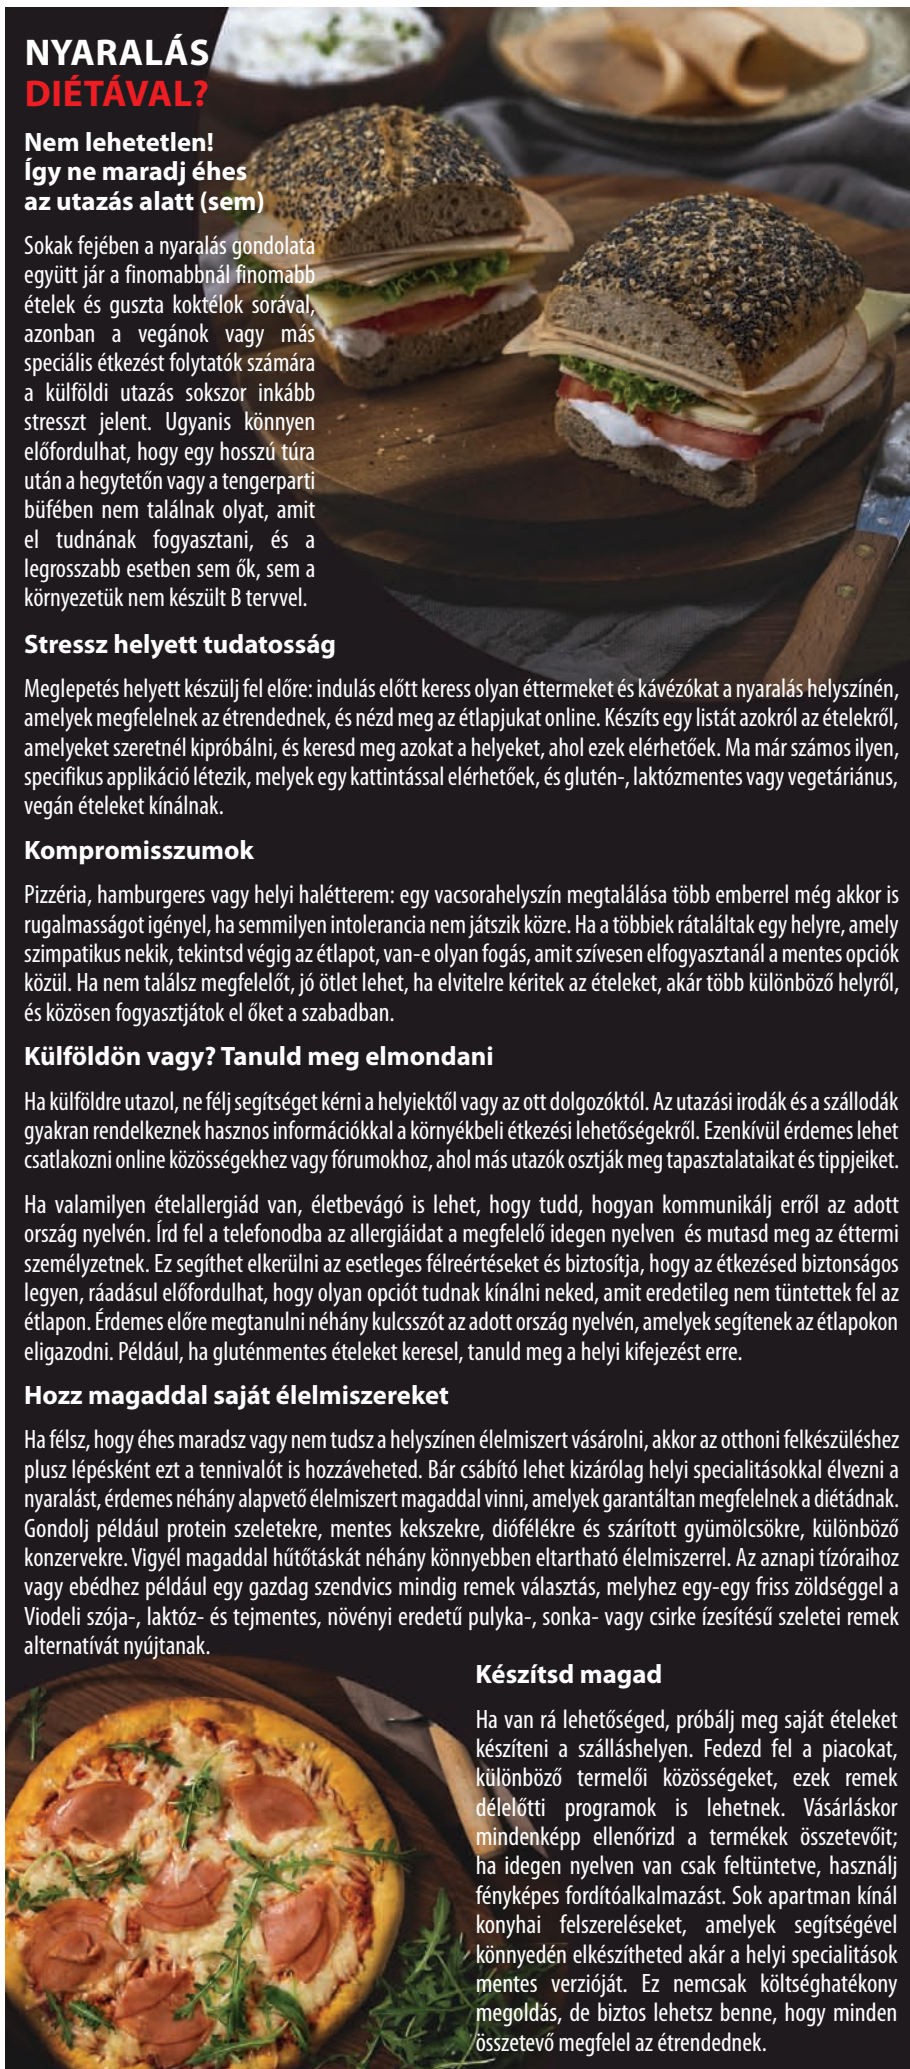 NYARALÁS
DIÉTÁVAL?
Nem lehetetlen!
Így ne maradj éhes
az utazás alatt (sem)
Sokak fejében a nyaralás gondolata
együtt jár a finomabbnál finomabb
ételek és guszta koktélok sorával,
azonban a vegánok vagy más
speciális étkezést folytatók számára
a külföldi utazás sokszor inkább
stresszt jelent. Ugyanis könnyen
előfordulhat, hogy egy hosszú túra
után a hegytetőn vagy a tengerparti
büfében nem találnak olyat, amit
el tudnának fogyasztani, és a
legrosszabb esetben sem ők, sem a
környezetük nem készült B tervvel.
Stressz helyett tudatosság
Meglepetés helyett készülj fel előre: indulás előtt keress olyan éttermeket és kávézókat a nyaralás helyszínén,
amelyek megfelelnek az étrendednek, és nézd meg az étlapjukat online. Készíts egy listát azokról az ételekről,
amelyeket szeretnél kipróbálni, és keresd meg azokat a helyeket, ahol ezek elérhetőek. Ma már számos ilyen,
specifikus applikáció létezik, melyek egy kattintással elérhetőek, és glutén-, laktózmentes vagy vegetáriánus,
vegán ételeket kínálnak.
Kompromisszumok
Pizzéria, hamburgeres vagy helyi halétterem: egy vacsorahelyszín megtalálása több emberrel még akkor is
rugalmasságot igényel, ha semmilyen intolerancia nem játszik közre. Ha a többiek rátaláltak egy helyre, amely
szimpatikus nekik, tekintsd végig az étlapot, van-e olyan fogás, amit szívesen elfogyasztanál a mentes opciók
közül. Ha nem találsz megfelelőt, jó ötlet lehet, ha elvitelre kéritek az ételeket, akár több különböző helyről,
és közösen fogyasztjátok el őket a szabadban.
Külföldön vagy? Tanuld meg elmondani
Ha külföldre utazol, ne félj segítséget kérni a helyiektől vagy az ott dolgozóktól. Az utazási irodák és a szállodák
gyakran rendelkeznek hasznos információkkal a környékbeli étkezési lehetőségekről. Ezenkívül érdemes lehet
csatlakozni online közösségekhez vagy fórumokhoz, ahol más utazók osztják meg tapasztalataikat és tippjeiket.
Ha valamilyen ételallergiád van, életbevágó is lehet, hogy tudd, hogyan kommunikálj erről az adott
ország nyelvén. Írd fel a telefonodba az allergiáidat a megfelelő idegen nyelven és mutasd meg az éttermi
személyzetnek. Ez segíthet elkerülni az esetleges félreértéseket és biztosítja, hogy az étkezésed biztonságos
legyen, ráadásul előfordulhat, hogy olyan opciót tudnak kínálni neked, amit eredetileg nem tüntettek fel az
étlapon. Érdemes előre megtanulni néhány kulcsszót az adott ország nyelvén, amelyek segítenek az étlapokon
eligazodni. Például, ha gluténmentes ételeket keresel, tanuld meg a helyi kifejezést erre.
Hozz magaddal saját élelmiszereket
Ha félsz, hogy éhes maradsz vagy nem tudsz a helyszínen élelmiszert vásárolni, akkor az otthoni felkészüléshez
plusz lépésként ezt a tennivalót is hozzáveheted. Bár csábító lehet kizárólag helyi specialitásokkal élvezni a
nyaralást, érdemes néhány alapvető élelmiszert magaddal vinni, amelyek garantáltan megfelelnek a diétádnak.
Gondolj például protein szeletekre, mentes kekszekre, diófélékre és szárított gyümölcsökre, különböző
konzervekre. Vigyél magaddal hűtőtáskát néhány könnyebben eltartható élelmiszerrel. Az aznapi tízóraihoz
vagy ebédhez például egy gazdag szendvics mindig remek választás, melyhez egy-egy friss zöldséggel a
Viodeli szója-, laktóz- és tejmentes, növényi eredetű pulyka-, sonka- vagy csirke ízesítésű szeletei remek
alternatívát nyújtanak.
Készítsd magad
Ha van rá lehetőséged, próbálj meg saját ételeket
készíteni a szálláshelyen. Fedezd fel a piacokat,
különböző termelői közösségeket, ezek remek
délelőtti programok is lehetnek. Vásárláskor
mindenképp ellenőrizd a termékek összetevőit;
ha idegen nyelven van csak feltüntetve, használj
fényképes fordítóalkalmazást. Sok apartman kínál
konyhai felszereléseket, amelyek segítségével
könnyedén elkészítheted akár a helyi specialitások
mentes verzióját. Ez nemcsak költséghatékony
megoldás, de biztos lehetsz benne, hogy minden
összetevő megfelel az étrendednek.